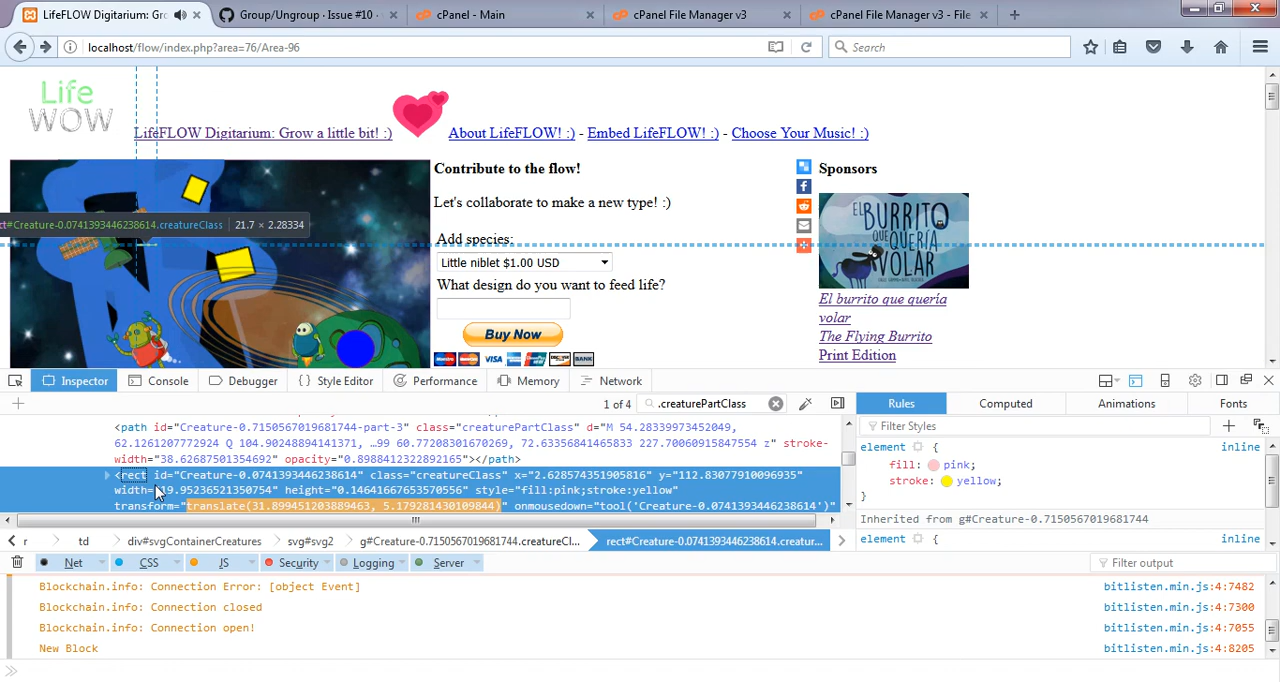 LifeFLOW Digitarium: Gro
Group/Ungroup · Issue #10 ·
cPanel - Main
cPanel File Manager v3
cPanel File Manager v3 - File
localhost/flow/index.php?area=76/Area-96
Search
Life
WOW
LifeFLOW Digitarium: Grow a little bit! :)
About LifeFLOW! :) - Embed LifeFLOW! :) - Choose Your Music! :)
Contribute to the flow!
Let's collaborate to make a new type! :)
Add species:
Little niblet $1.00 USD
What design do you want to feed life?
Buy Now
VISA
BANK
Sponsors
EL BURRITO
QUE QUERÍA
VOLAR
El burrito que quería
volar
The Flying Burrito
Print Edition
ct#Creature-0.0741393446238614.creatureClass
21.7 × 2.28334
Inspector
Console
Debugger
Style Editor
Performance
Memory
Network
1 of 4
.creaturePartClass
<path id="Creature-0.7150567019681744-part-3" class="creaturePartClass" d="M 54.28339973452049,
62.1261207772924 Q 104.90248894141371, …99 60.77208301670269, 72.63356841465833 227.70060915847554 z" stroke-
width="38.62687501354692" opacity="0.8988412322892165"></path>
<rect id="Creature-0.0741393446238614" class="creatureClass" x="2.628574351905816" y="112.83077910096935"
width="19.95236521350754" height="0.14641667653570556" style="fill:pink;stroke:yellow"
transform="translate(31.899451203889463, 5.179281430109844)" onmousedown="tool('Creature-0.0741393446238614')"
r
td
div#svgContainerCreatures
svg#svg2
g#Creature-0.7150567019681744.creatureCl…
rect#Creature-0.0741393446238614.creatur…
Rules
Computed
Animations
Fonts
Filter Styles
element {
inline
fill: pink;
stroke: yellow;
}
Inherited from g#Creature-0.7150567019681744
element {
inline
Net
CSS
JS
Security
Logging
Server
Filter output
Blockchain.info: Connection Error: [object Event]
bitlisten.min.js:4:7482
Blockchain.info: Connection closed
bitlisten.min.js:4:7300
Blockchain.info: Connection open!
bitlisten.min.js:4:7055
New Block
bitlisten.min.js:4:8205